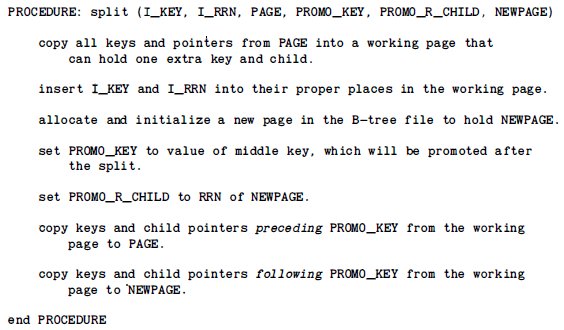 PROCEDURE: split (I_KEY, I_RRN, PAGE, PROMO_KEY, PROMO_R_CHILD, NEWPAGE)
copy all keys and pointers from PAGE into a working page that
can hold one extra key and child.
insert I_KEY and I_RRN into their proper places in the working page.
allocate and initialize a new page in the B-tree file to hold NEWPAGE.
set PROMO_KEY to value of middle key, which will be promoted after
the split.
set PROMO_R_CHILD to RRN of NEWPAGE.
copy keys and child pointers preceding PROMO_KEY from the working
page to PAGE.
copy keys and child pointers following PROMO_KEY from the working
page to NEWPAGE.
end PROCEDURE